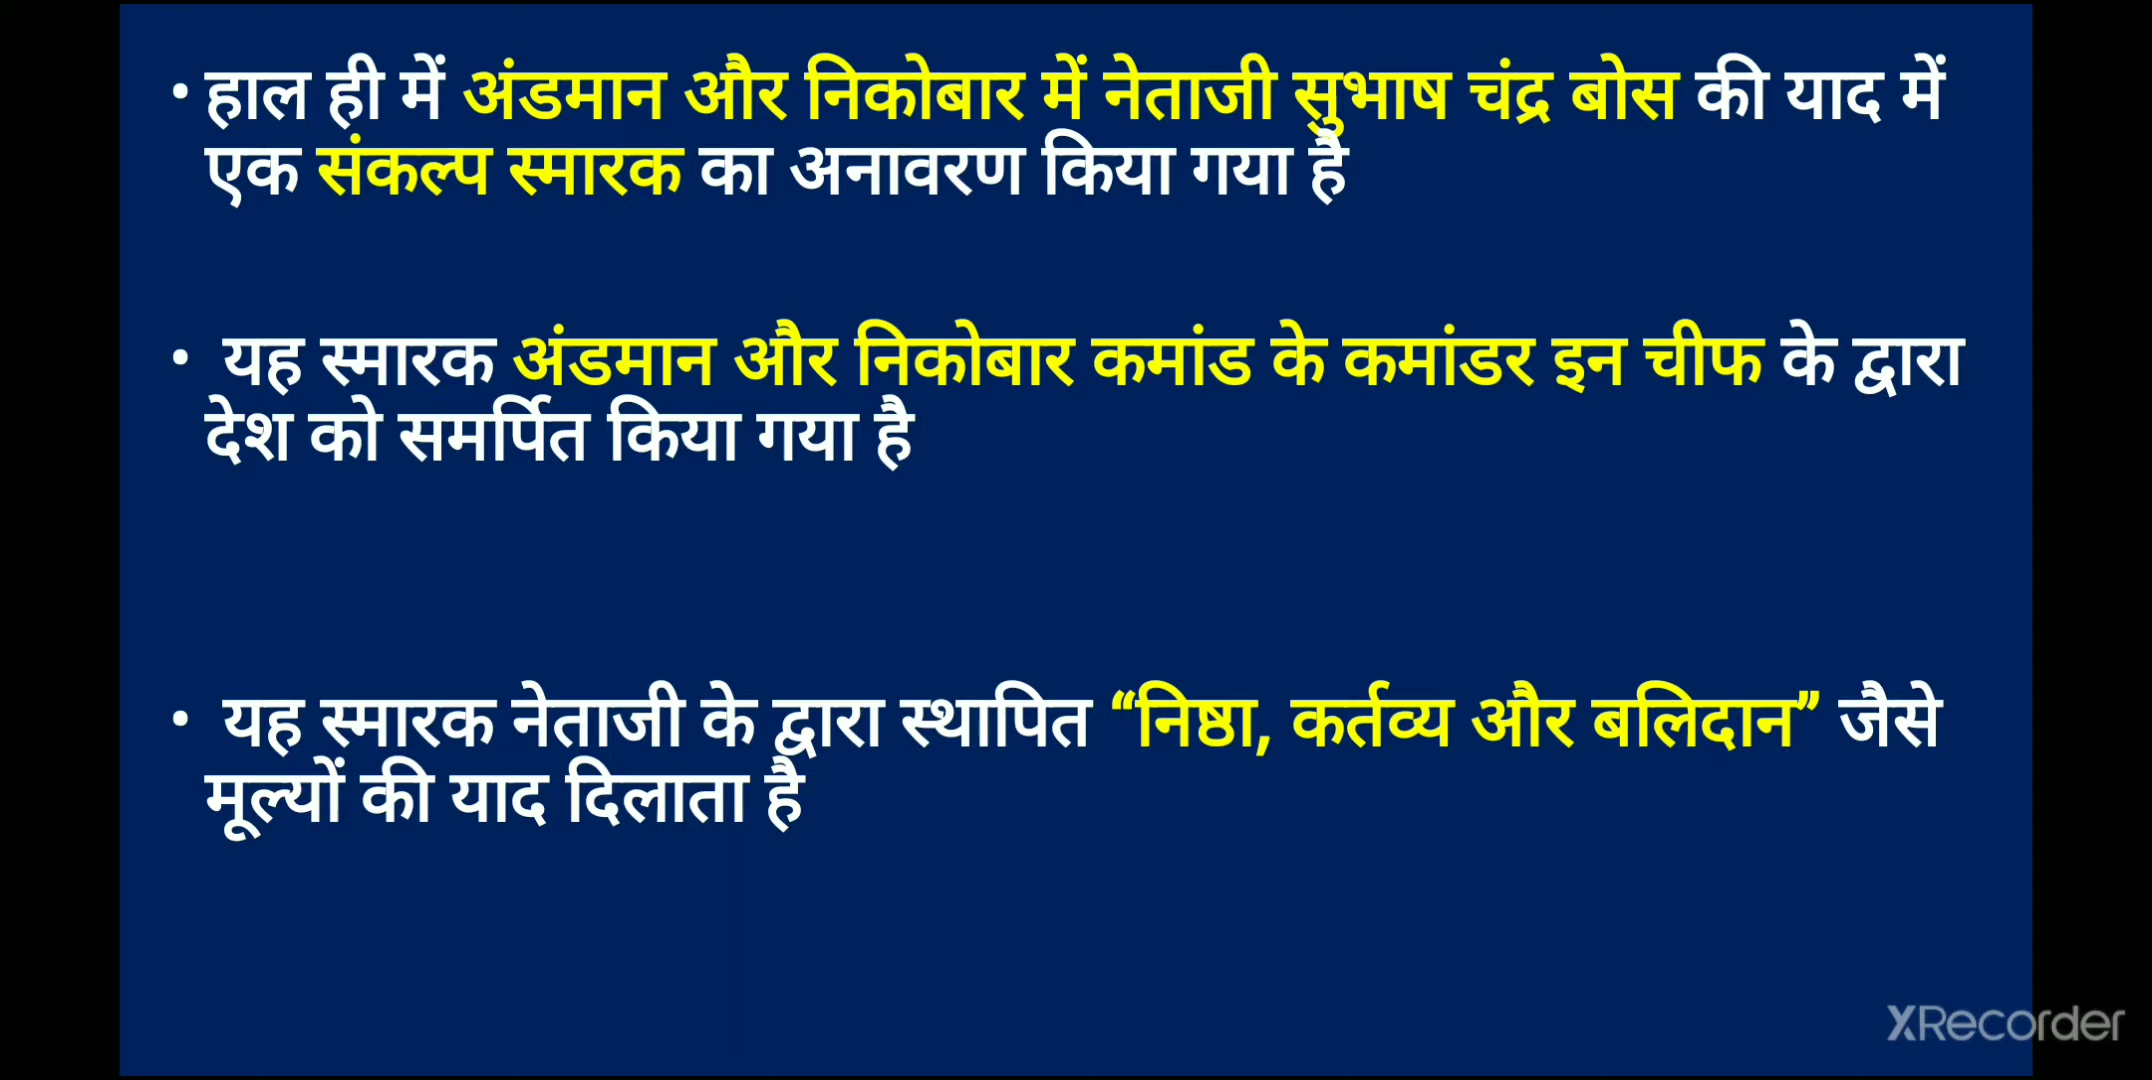 • हाल ही में अंडमान और निकोबार में नेताजी सुभाष चंद्र बोस की याद में
एक संकल्प स्मारक का अनावरण किया गया है
• यह स्मारक अंडमान और निकोबार कमांड के कमांडर इन चीफ के द्वारा
देश को समर्पित किया गया है
• यह स्मारक नेताजी के द्वारा स्थापित “निष्ठा, कर्तव्य और बलिदान” जैसे
मूल्यों की याद दिलाता है
XRecorder